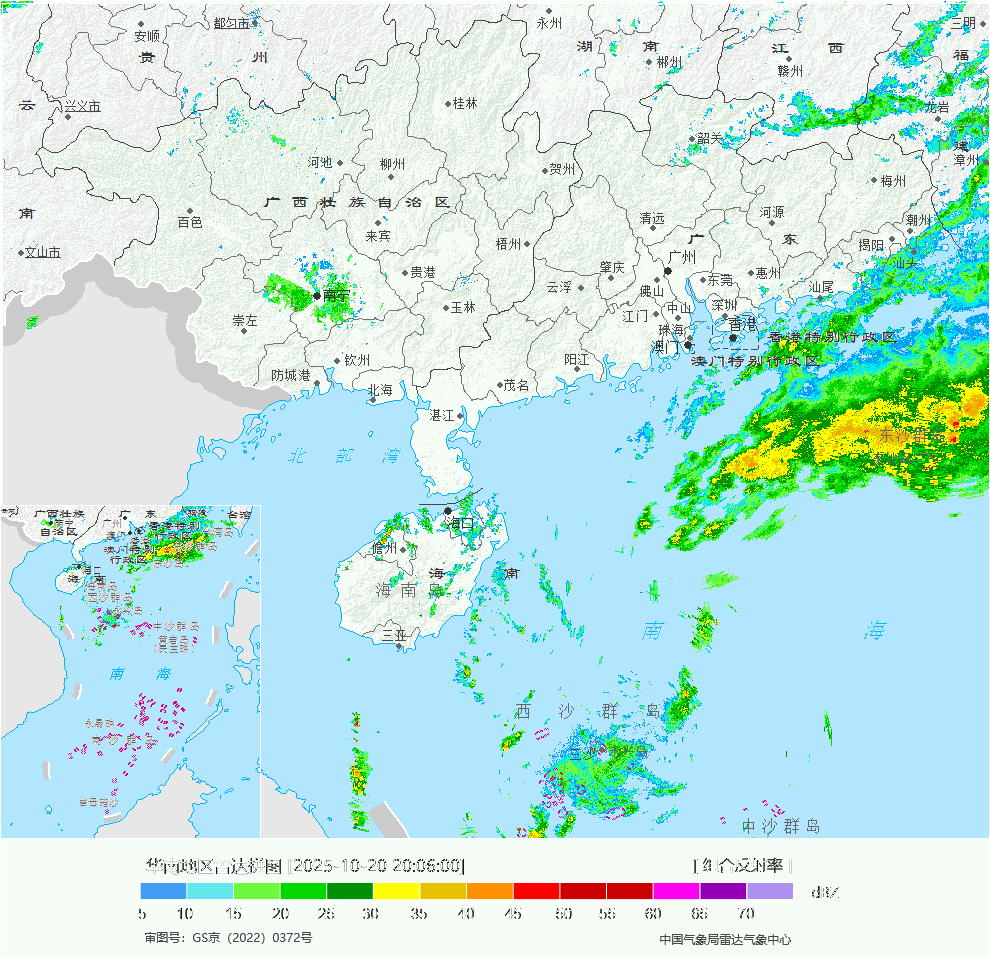 都匀市
永州
三明
安顺
湖 南
江 西
贵 州
郴州
赣州
福
云
兴义市
桂林
龙岩
韶关
建
漳州
河池
柳州
贺州
梅州
广 西 壮 族 自 治 区
南
百色
清远
河源
潮州
来宾
梧州
广 东
揭阳
文山市
广州
汕头
贵港
肇庆
惠州
东莞
南宁
云浮
佛山
汕尾
玉林
中山
深圳
崇左
江门
珠海
香港
香港特别行政区
澳门
澳门特别行政区
钦州
阳江
防城港
茂名
北海
湛江
东沙群
北 部 湾
海口
儋州
海 南
海 南 岛
三亚
南 海
西 沙 群 岛
中 沙 群 岛
广西壮族
自治区
广 东
台湾
广州
南宁
香港特别
行政区
澳门特别
行政区
海口
海 南
西沙群岛
中沙群岛
黄岩岛
南 海
永暑礁
南 沙 群 岛
曾母暗沙
华南地区雷达拼图 [2025-10-20 20:06:00]
[ 组合反射率 ]
5 10 15 20 25 30 35 40 45 50 55 60 65 70
dBZ
审图号：GS京（2022）0372号
中国气象局雷达气象中心